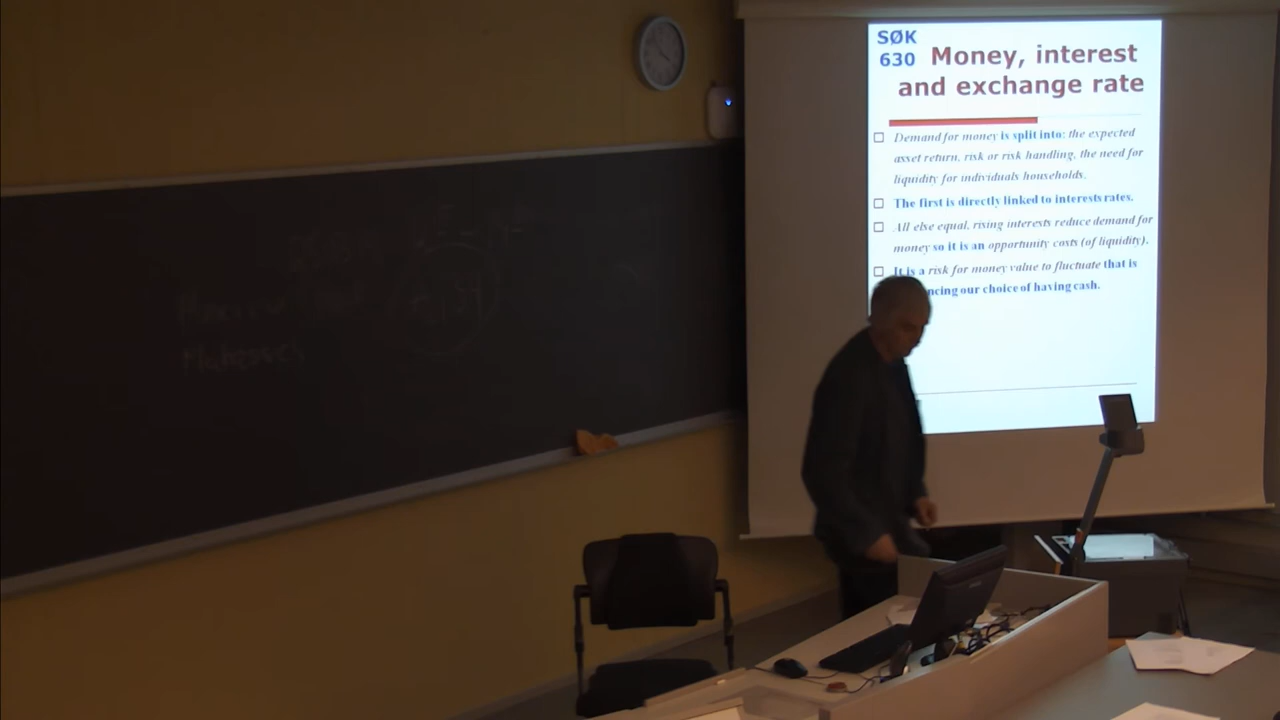 SØK
630
Money, interest
and exchange rate
Demand for money is split into: the expected
asset return, risk or risk handling, the need for
liquidity for individuals households.
The first is directly linked to interests rates.
All else equal, rising interests reduce demand for
money so it is an opportunity costs (of liquidity).
It is a risk for money value to fluctuate that is
our choice of having cash.